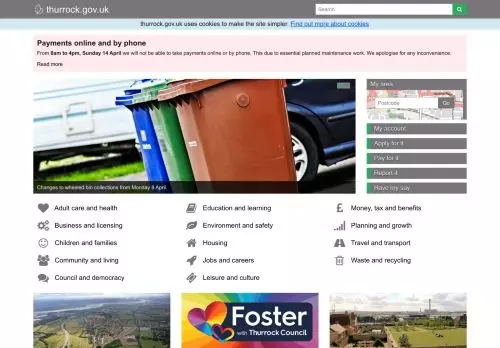 thurrock.gov.uk
Search
thurrock.gov.uk uses cookies to make the site simpler Find out more about cookies
Payments online and by phone
From 8am to 4pm, Sunday 14 April we will not be able to take payments online or by phone. This due to essential planned maintenance work. We apologise for any inconvenience.
Read more
My area
Postcode
Go
My account
Apply for it
Pay for it
Report it
Have my say
Changes to wheeled bin collections from Monday 8 April.
Adult care and health
Education and learning
Money, tax and benefits
Business and licensing
Environment and safety
Planning and growth
Children and families
Housing
Travel and transport
Community and living
Jobs and careers
Waste and recycling
Council and democracy
Leisure and culture
Foster
with Thurrock Council